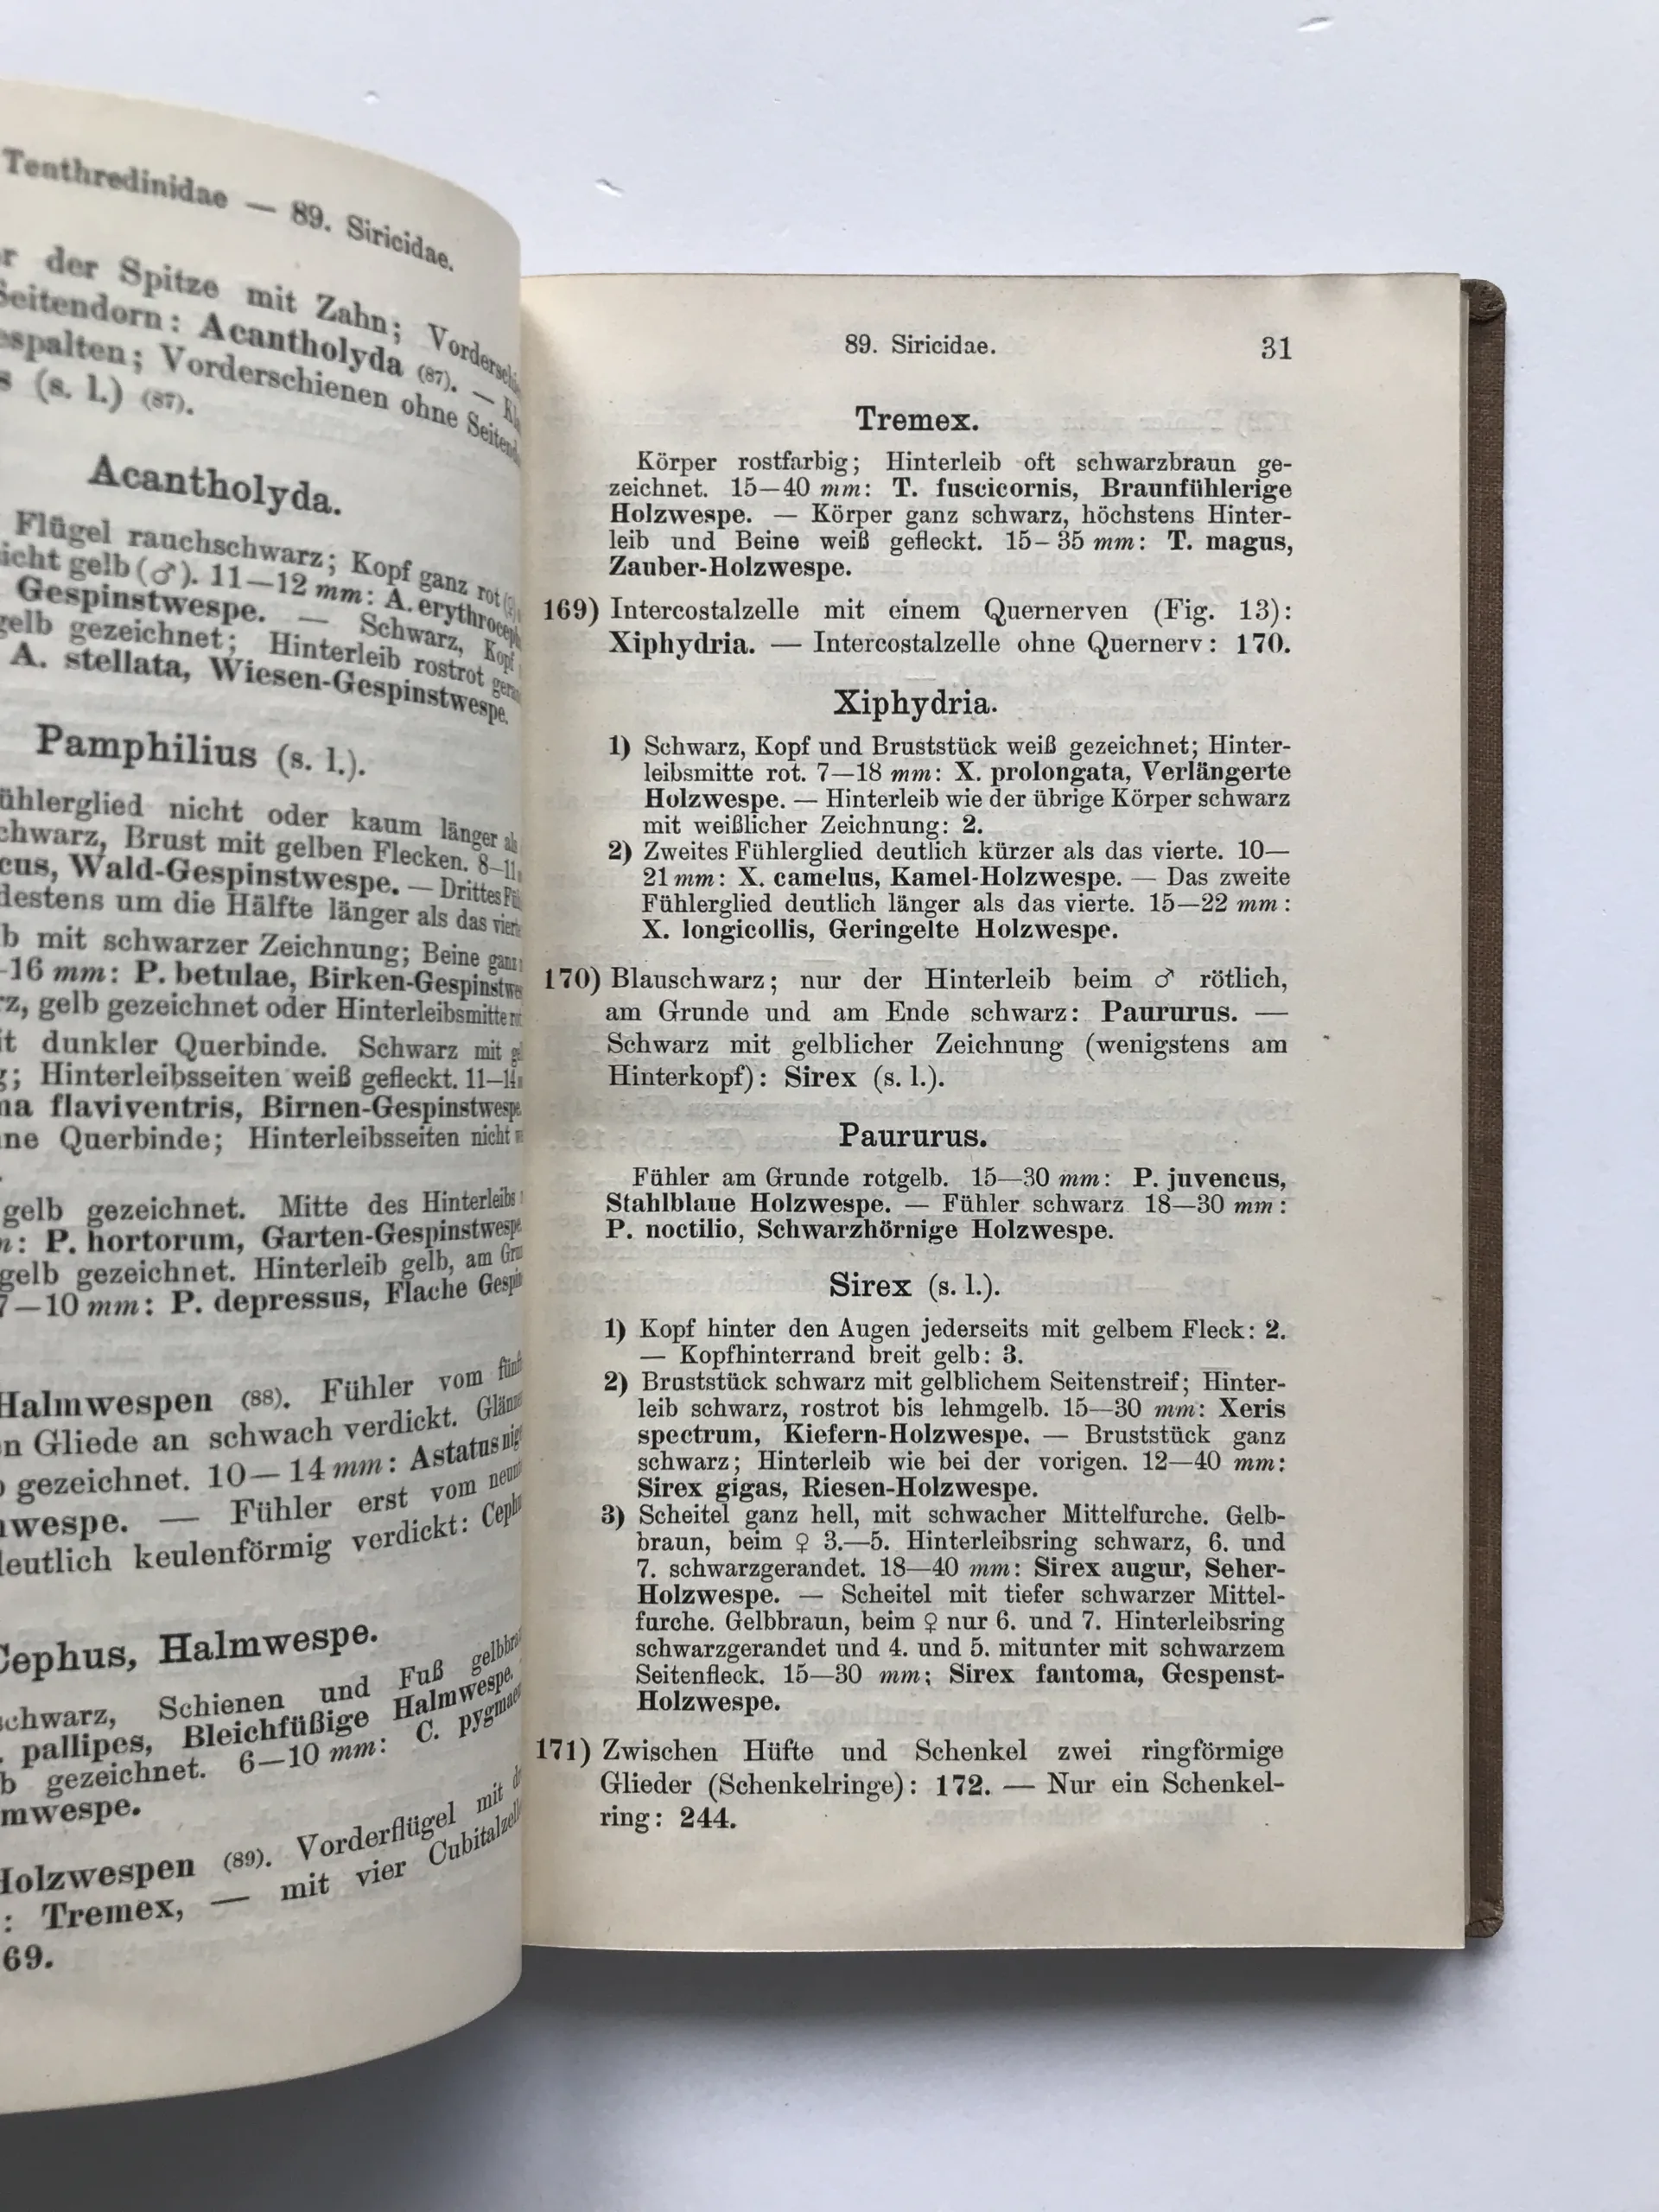 Tenthredinidae — 89. Siricidae.
der Spitze mit Zahn;
Seitendorn: Acantholyda (87). —
Vorderschienen ohne
(s. l.) (87).
Acantholyda.
Flügel rauchschwarz; Kopf ganz rot
gelb (♂). 11—12 mm: A.
Gespinstwespe. — Schwarz, Kopf
gezeichnet; Hinterleib rostrot
A. stellata, Wiesen-Gespinstwespe.
Pamphilius (s. l.).
nicht oder kaum länger
Brust mit gelben Flecken. 8—11
Wald-Gespinstwespe. — Drittes
um die Hälfte länger als das
mit schwarzer Zeichnung; Beine ganz
16 mm: P. betulae,
gelb gezeichnet oder Hinterleibsmitte
dunkler Querbinde. Schwarz mit
Hinterleibsseiten weiß gefleckt. 11—14
flaviventris, Birnen-Gespinstwespe
Querbinde; Hinterleibsseiten nicht
gelb gezeichnet. Mitte des Hinterleibs
P. hortorum, Garten-Gespinstwespe
gelb gezeichnet. Hinterleib gelb, am
7—10 mm: P. depressus, Flache
Halmwespen (88). Fühler vom
Gliede an schwach verdickt.
gezeichnet. 10—14 mm: Astatus
— Fühler erst vom
deutlich keulenförmig verdickt:
Cephus, Halmwespe.
schwarz, Schienen und Fuß
pallipes, Bleichfüßige Halmwespe.
gezeichnet. 6—10 mm: C.
Holzwespen (89). Vorderflügel mit
: Tremex, — mit vier
69.
89. Siricidae. 31
Tremex.
Körper rostfarbig; Hinterleib oft schwarzbraun ge-
zeichnet. 15—40 mm: T. fuscicornis, Braunfühlerige
Holzwespe. — Körper ganz schwarz, höchstens Hinter-
leib und Beine weiß gefleckt. 15—35 mm: T. magus,
Zauber-Holzwespe.
169) Intercostalzelle mit einem Quernerven (Fig. 13):
Xiphydria. — Intercostalzelle ohne Quernerv: 170.
Xiphydria.
1) Schwarz, Kopf und Bruststück weiß gezeichnet; Hinter-
leibsmitte rot. 7—18 mm: X. prolongata, Verlängerte
Holzwespe. — Hinterleib wie der übrige Körper schwarz
mit weißlicher Zeichnung: 2.
2) Zweites Fühlerglied deutlich kürzer als das vierte. 10—
21 mm: X. camelus, Kamel-Holzwespe. — Das zweite
Fühlerglied deutlich länger als das vierte. 15—22 mm:
X. longicollis, Geringelte Holzwespe.
170) Blauschwarz; nur der Hinterleib beim ♂ rötlich,
am Grunde und am Ende schwarz: Paururus. —
Schwarz mit gelblicher Zeichnung (wenigstens am
Hinterkopf): Sirex (s. l.).
Paururus.
Fühler am Grunde rotgelb. 15—30 mm: P. juvencus,
Stahlblaue Holzwespe. — Fühler schwarz 18—30 mm:
P. noctilio, Schwarzhörnige Holzwespe.
Sirex (s. l.).
1) Kopf hinter den Augen jederseits mit gelbem Fleck: 2.
— Kopfhinterrand breit gelb: 3.
2) Bruststück schwarz mit gelblichem Seitenstreif; Hinter-
leib schwarz, rostrot bis lehmgelb. 15—30 mm: Xeris
spectrum, Kiefern-Holzwespe. — Bruststück ganz
schwarz; Hinterleib wie bei der vorigen. 12—40 mm:
Sirex gigas, Riesen-Holzwespe.
3) Scheitel ganz hell, mit schwacher Mittelfurche. Gelb-
braun, beim ♀ 3.—5. Hinterleibsring schwarz, 6. und
7. schwarzgerandet. 18—40 mm: Sirex augur, Seher-
Holzwespe. — Scheitel mit tiefer schwarzer Mittel-
furche. Gelbbraun, beim ♀ nur 6. und 7. Hinterleibsring
schwarzgerandet und 4. und 5. mitunter mit schwarzem
Seitenfleck. 15—30 mm; Sirex fantoma, Gespenst-
Holzwespe.
171) Zwischen Hüfte und Schenkel zwei ringförmige
Glieder (Schenkelringe): 172. — Nur ein Schenkel-
ring: 244.